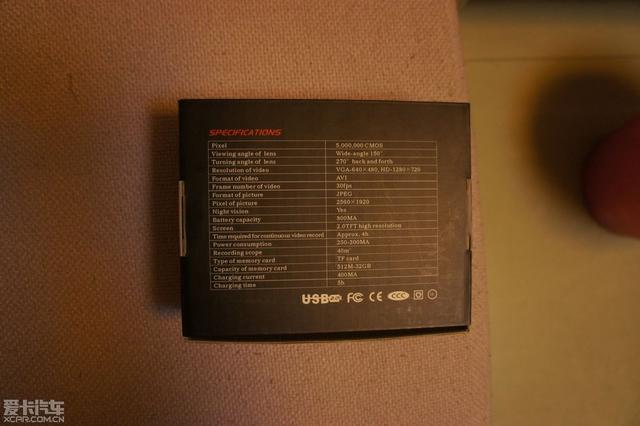 SPECIFICATIONS
Pixel 5,000,000 CMOS
Viewing angle of lens Wide-angle 150°
Turning angle of lens 270° back and forth
Resolution of video VGA-640×480, HD-1280×720
Format of video AVI
Frame number of video 30fps
Format of picture JPEG
Pixel of picture 2560×1920
Night vision Yes
Battery capacity 800MA
Screen 2.0TFT high resolution
Time required for continuous video record Approx. 4h
Power consumption 250-300MA
Recording scope 40m²
Type of memory card TF card
Capacity of memory card 512M-32GB
Charging current 400MA
Charging time 5h
USB2.0 FC CE CCC
爱卡汽车
XCAR.COM.CN